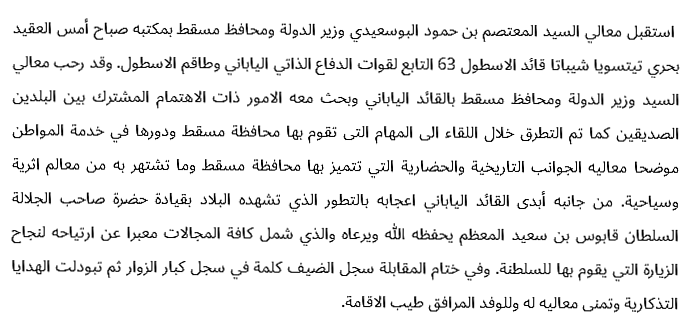 استقبل معالي السيد المعتصم بن حمود البوسعيدي وزير الدولة ومحافظ مسقط بمكتبه صباح أمس العقيد
بحري تيتسويا شيباتا قائد الاسطول 63 التابع لقوات الدفاع الذاتي الياباني وطاقم الاسطول. وقد رحب معالي
السيد وزير الدولة ومحافظ مسقط بالقائد الياباني وبحث معه الامور ذات الاهتمام المشترك بين البلدين
الصديقين كما تم التطرق خلال اللقاء الى المهام التى تقوم بها محافظة مسقط ودورها في خدمة المواطن
موضحا معاليه الجوانب التاريخية والحضارية التي تتميز بها محافظة مسقط وما تشتهر به من معالم اثرية
وسياحية. من جانبه أبدى القائد الياباني اعجابه بالتطور الذي تشهده البلاد بقيادة حضرة صاحب الجلالة
السلطان قابوس بن سعيد المعظم يحفظه الله ويرعاه والذي شمل كافة المجالات معبرا عن ارتياحه لنجاح
الزيارة التي يقوم بها للسلطنة. وفي ختام المقابلة سجل الضيف كلمة في سجل كبار الزوار ثم تبودلت الهدايا
التذكارية وتمنى معاليه له وللوفد المرافق طيب الاقامة.